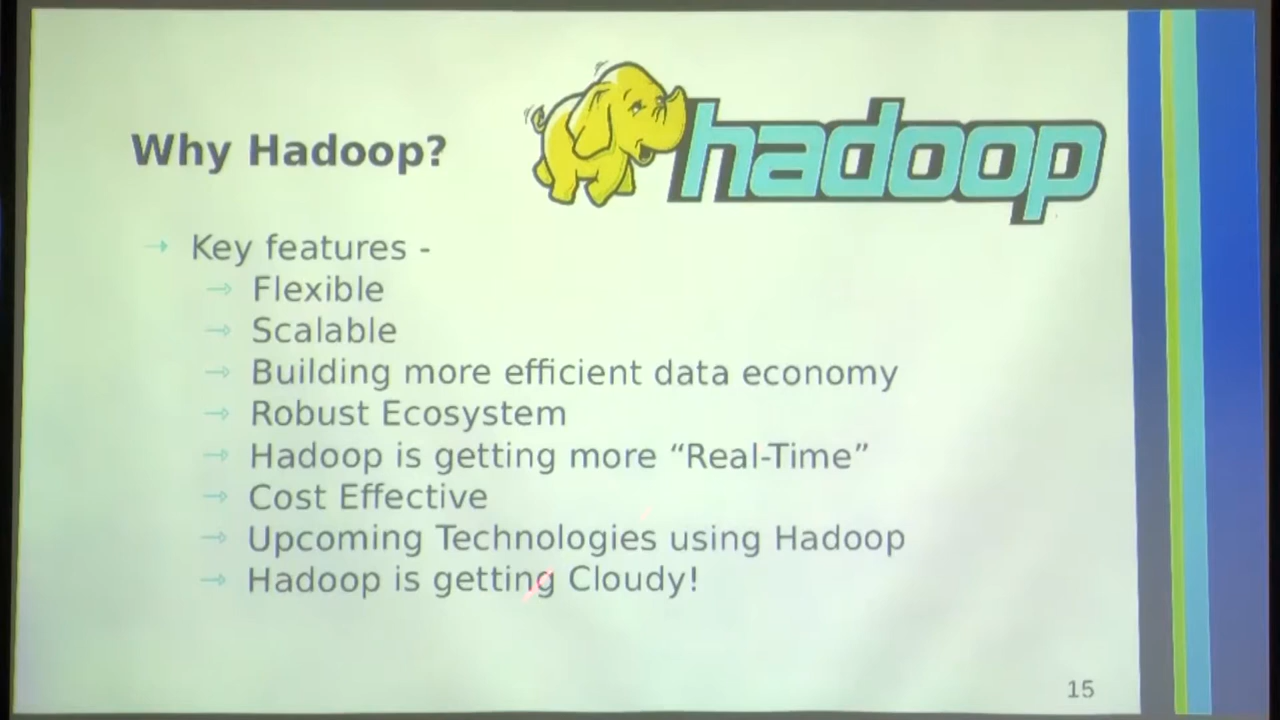 hadoop
Why Hadoop?
→ Key features -
→ Flexible
→ Scalable
→ Building more efficient data economy
→ Robust Ecosystem
→ Hadoop is getting more “Real-Time”
→ Cost Effective
→ Upcoming Technologies using Hadoop
→ Hadoop is getting Cloudy!
15